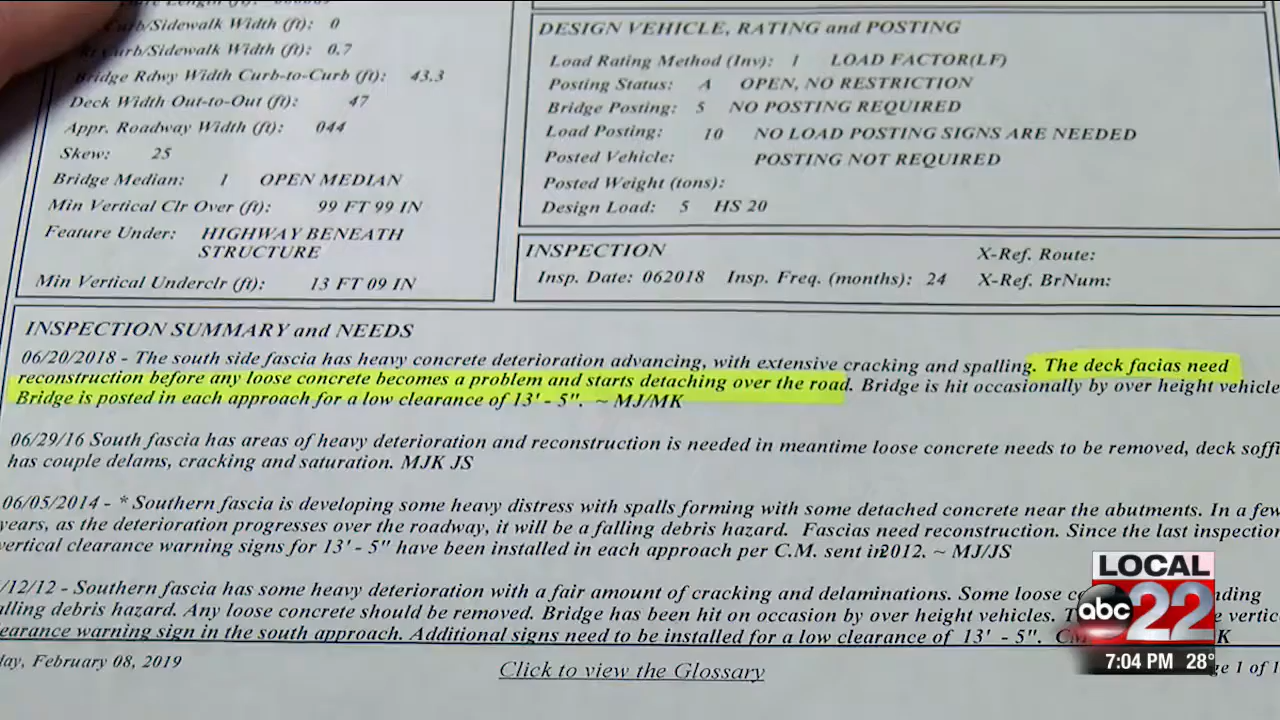 Curb/Sidewalk Width (ft): 0
Rt Curb/Sidewalk Width (ft): 0.7
Bridge Rdwy Width Curb-to-Curb (ft): 43.3
Deck Width Out-to-Out (ft): 47
Appr. Roadway Width (ft): 044
Skew: 25
Bridge Median: 1 OPEN MEDIAN
Min Vertical Clr Over (ft): 99 FT 99 IN
Feature Under: HIGHWAY BENEATH
STRUCTURE
Min Vertical Underclr (ft): 13 FT 09 IN
DESIGN VEHICLE, RATING and POSTING
Load Rating Method (Inv): 1 LOAD FACTOR(LF)
Posting Status: A OPEN, NO RESTRICTION
Bridge Posting: 5 NO POSTING REQUIRED
Load Posting: 10 NO LOAD POSTING SIGNS ARE NEEDED
Posted Vehicle: POSTING NOT REQUIRED
Posted Weight (tons):
Design Load: 5 HS 20
INSPECTION X-Ref. Route:
Insp. Date: 062018 Insp. Freq. (months): 24 X-Ref. BrNum:
INSPECTION SUMMARY and NEEDS
06/20/2018 - The south side fascia has heavy concrete deterioration advancing, with extensive cracking and spalling. The deck facias need
reconstruction before any loose concrete becomes a problem and starts detaching over the road. Bridge is hit occasionally by over height vehicle
Bridge is posted in each approach for a low clearance of 13' - 5". ~ MJ/MK
06/29/16 South fascia has areas of heavy deterioration and reconstruction is needed in meantime loose concrete needs to be removed, deck soffi
has couple delams, cracking and saturation. MJK JS
06/05/2014 - * Southern fascia is developing some heavy distress with spalls forming with some detached concrete near the abutments. In a few
years, as the deterioration progresses over the roadway, it will be a falling debris hazard. Fascias need reconstruction. Since the last inspection
vertical clearance warning signs for 13' - 5" have been installed in each approach per C.M. sent in2012. ~ MJ/JS
/12/12 - Southern fascia has some heavy deterioration with a fair amount of cracking and delaminations. Some loose
alling debris hazard. Any loose concrete should be removed. Bridge has been hit on occasion by over height vehicles.
earance warning sign in the south approach. Additional signs need to be installed for a low clearance of 13' - 5".
ay, February 08, 2019
Click to view the Glossary
ge 1 of 1
LOCAL
abc 22
7:04 PM 28°